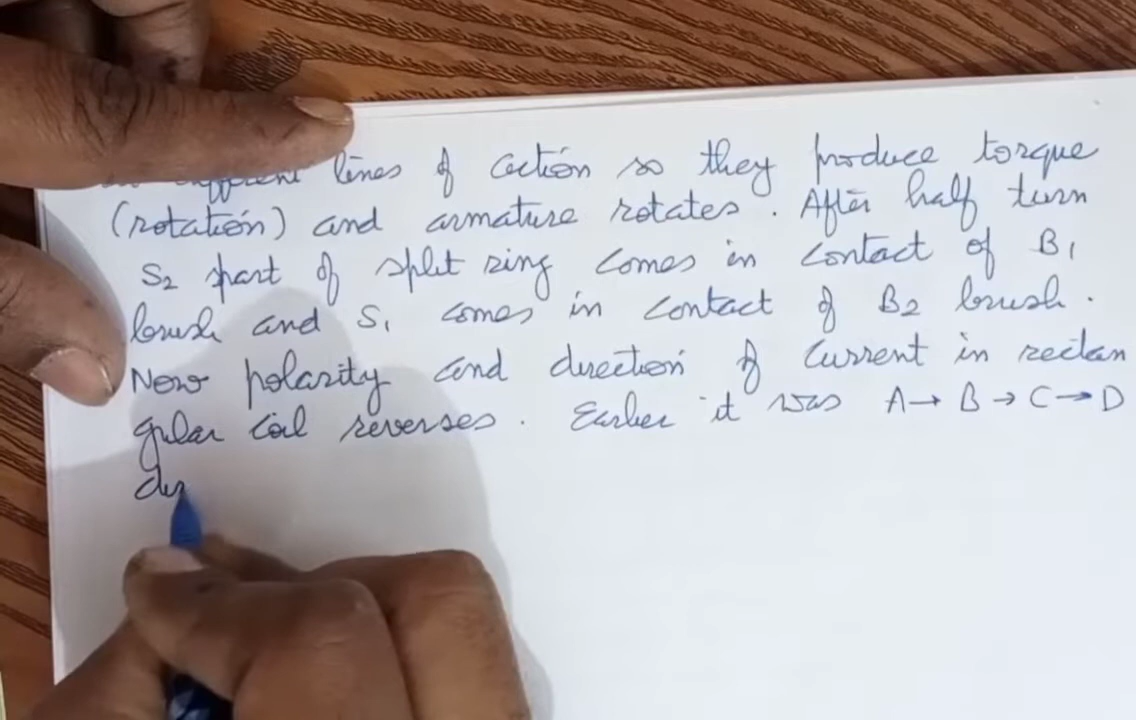 different lines of action so they produce torque
(rotation) and armature rotates. After half turn
S₂ part of split ring comes in contact of B₁
brush and S₁ comes in contact of B₂ brush.
Now polarity and direction of current in rectan
gular coil reverses. Earlier it was A→ B → C → D